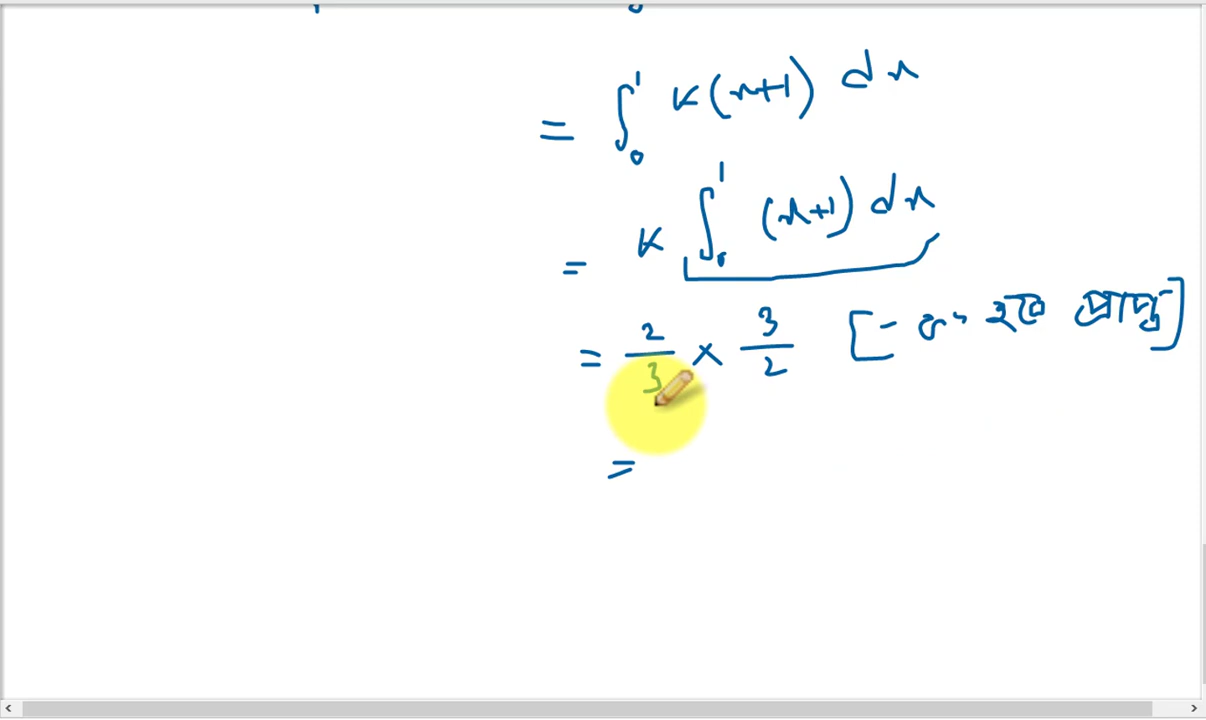 = ∫₀¹ K(x+1) dx
= K ∫₀¹ (x+1) dx
= 2/3 × 3/2 [ হতে প্রাপ্ত]
=